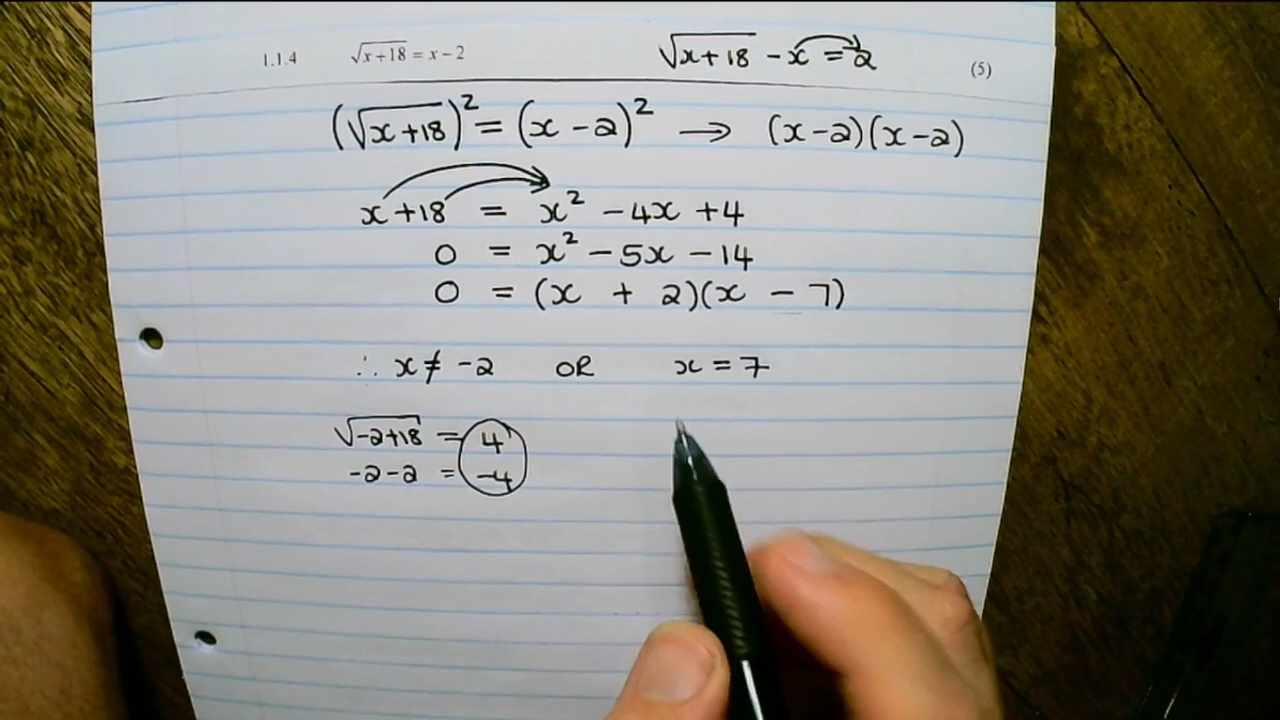 1.1.4 √x+18 = x − 2 √x+18 − x = 2 (5)
(√x+18)² = (x − 2)² → (x−2)(x−2)
x +18 = x² − 4x + 4
0 = x² − 5x − 14
0 = (x + 2)(x − 7)
∴ x ≠ −2 OR x = 7
√−2+18 = 4
−2−2 = −4